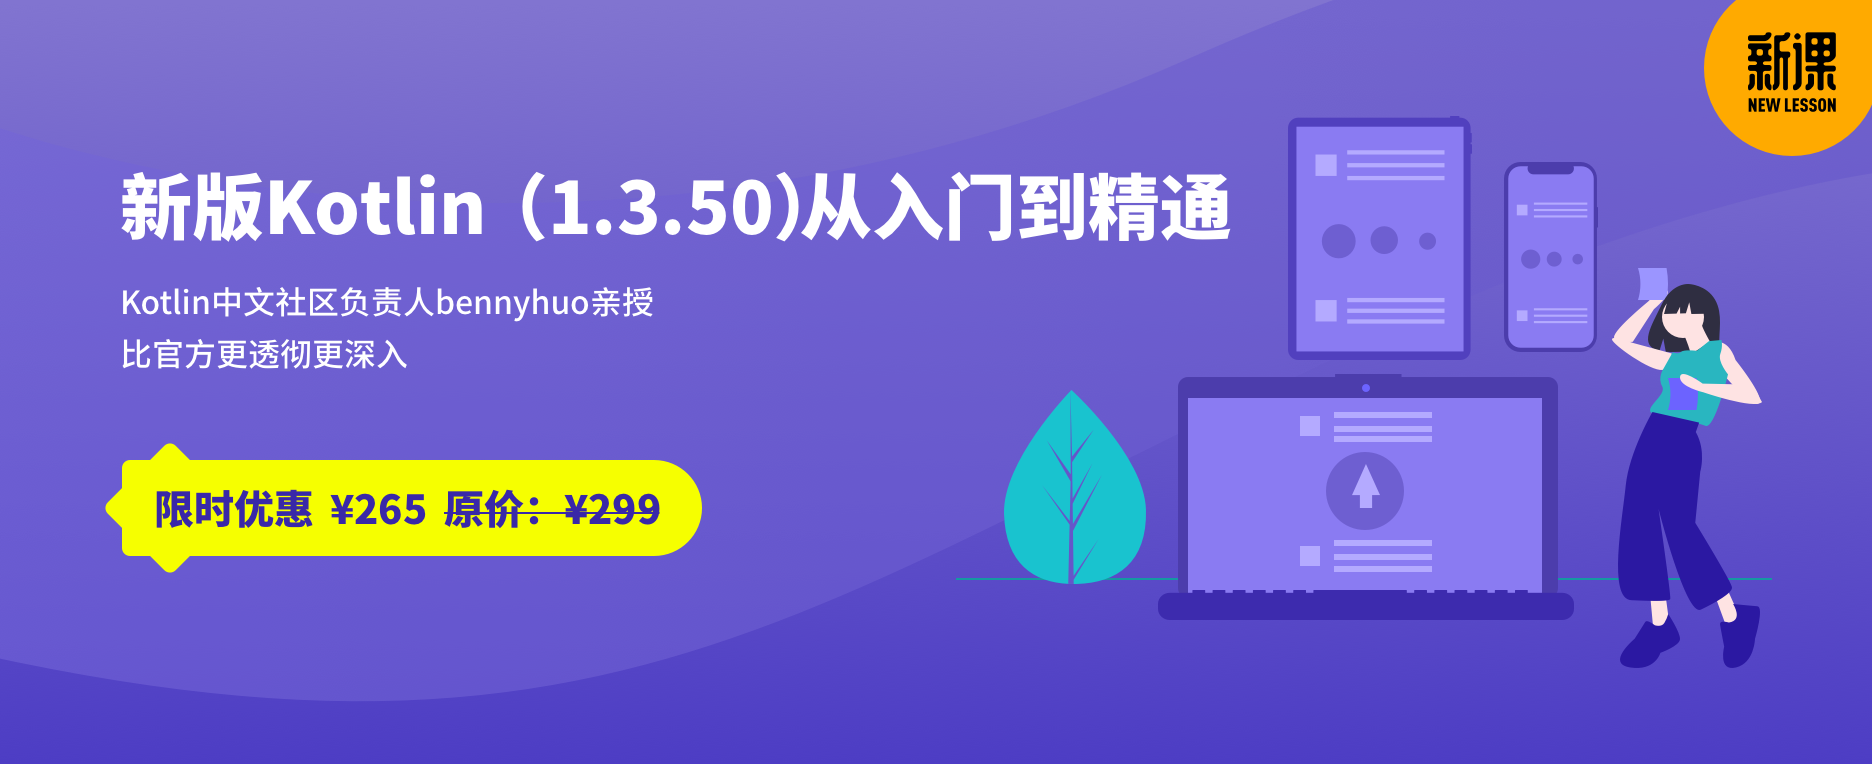 新课
NEW LESSON
新版Kotlin（1.3.50)从入门到精通
Kotlin中文社区负责人bennyhuo亲授
比官方更透彻更深入
限时优惠 ¥265 原价：¥299